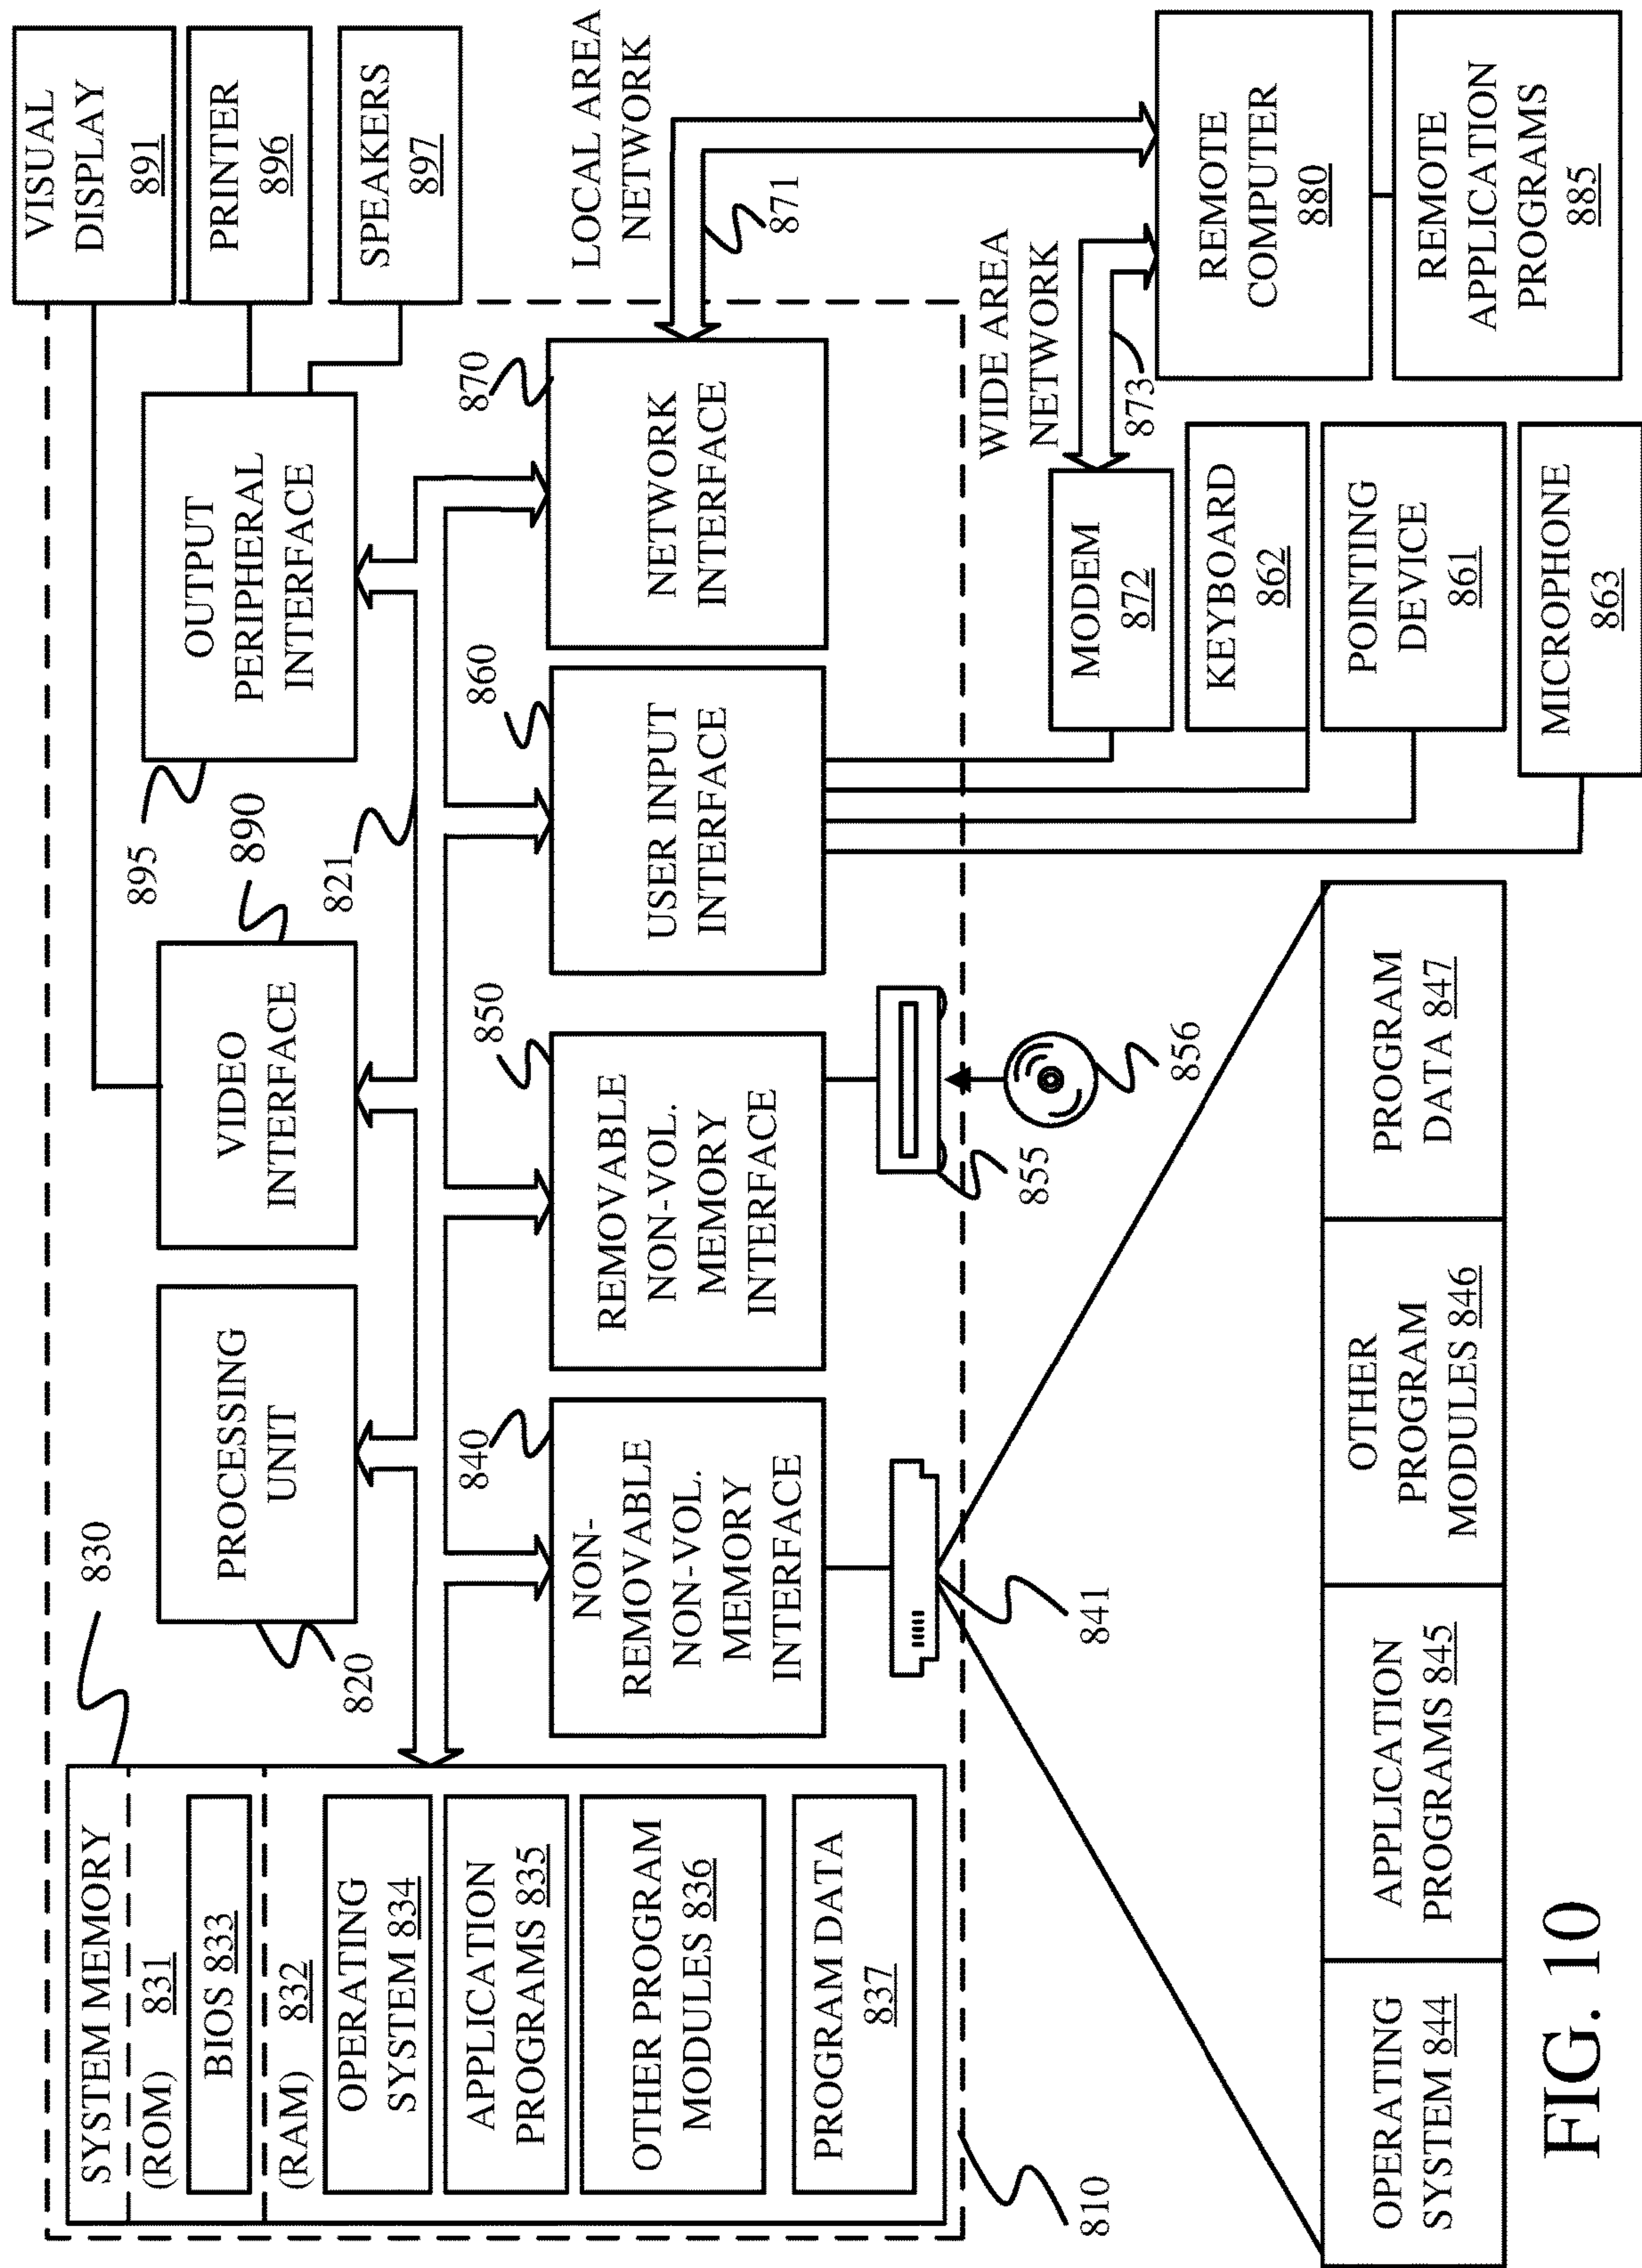 SYSTEM MEMORY
(ROM) 831
BIOS 833
(RAM) 832
OPERATING
SYSTEM 834
APPLICATION
PROGRAMS 835
OTHER PROGRAM
MODULES 836
PROGRAM DATA
837
830
810
PROCESSING
UNIT
820
VIDEO
INTERFACE
890
821
OUTPUT
PERIPHERAL
INTERFACE
895
VISUAL
DISPLAY
891
PRINTER
896
SPEAKERS
897
NON-
REMOVABLE
NON-VOL.
MEMORY
INTERFACE
840
841
REMOVABLE
NON-VOL.
MEMORY
INTERFACE
850
855
856
USER INPUT
INTERFACE
860
NETWORK
INTERFACE
870
LOCAL AREA
NETWORK
871
WIDE AREA
NETWORK
873
MODEM
872
KEYBOARD
862
POINTING
DEVICE
861
MICROPHONE
863
REMOTE
COMPUTER
880
REMOTE
APPLICATION
PROGRAMS
885
OPERATING
SYSTEM 844
APPLICATION
PROGRAMS 845
OTHER
PROGRAM
MODULES 846
PROGRAM
DATA 847
FIG. 10